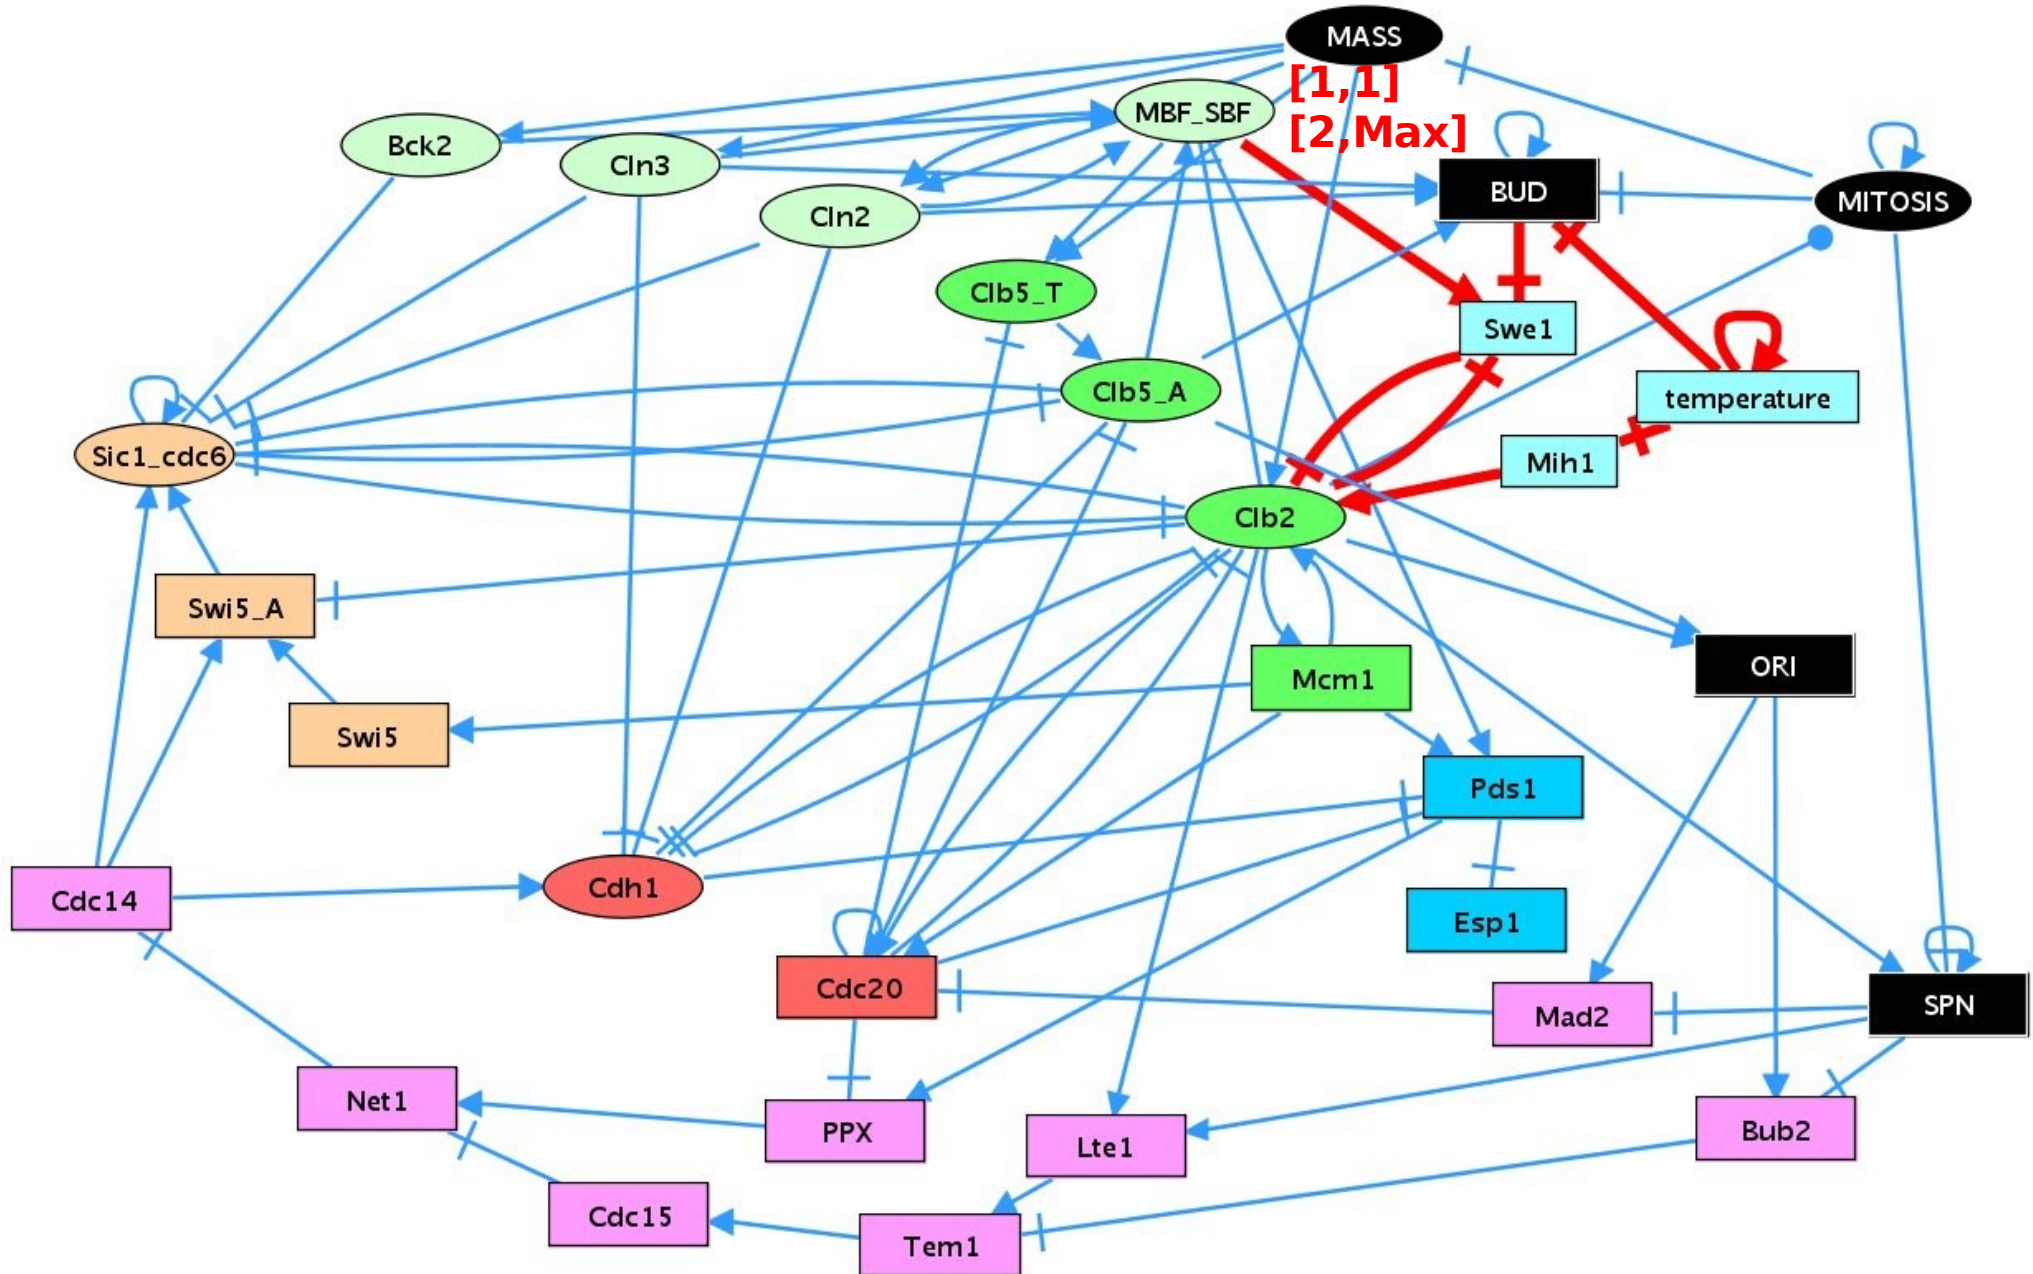 MASS
[1,1]
[2,Max]
MBF_SBF
Bck2
Cln3
BUD
MITOSIS
Cln2
Clb5_T
Swe1
Clb5_A
temperature
Sic1_cdc6
Mih1
Clb2
Swi5_A
ORI
Mcm1
Swi5
Pds1
Cdh1
Cdc14
Esp1
Cdc20
SPN
Mad2
Net1
PPX
Bub2
Lte1
Cdc15
Tem1